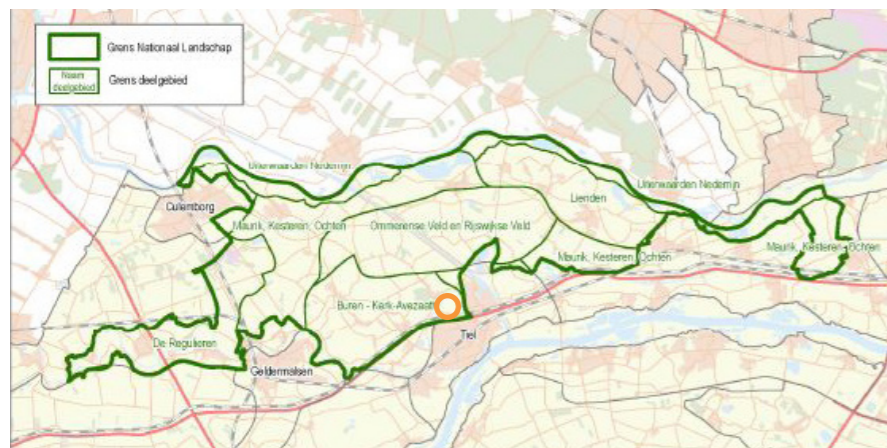 Grens Nationaal Landschap
Naam
deelgebied
Grens deelgebied
Uiterwaarden Nederrijn
Culemborg
Lienden
Uiterwaarden Nederrijn
Maurik, Kesteren, Ochten
Ommerense Veld en Rijswijkse Veld
Maurik, Kesteren, Ochten
Maurik, Kesteren, Ochten
Buren - Kerk-Avezaath
Tiel
De Regulieren
Geldermalsen